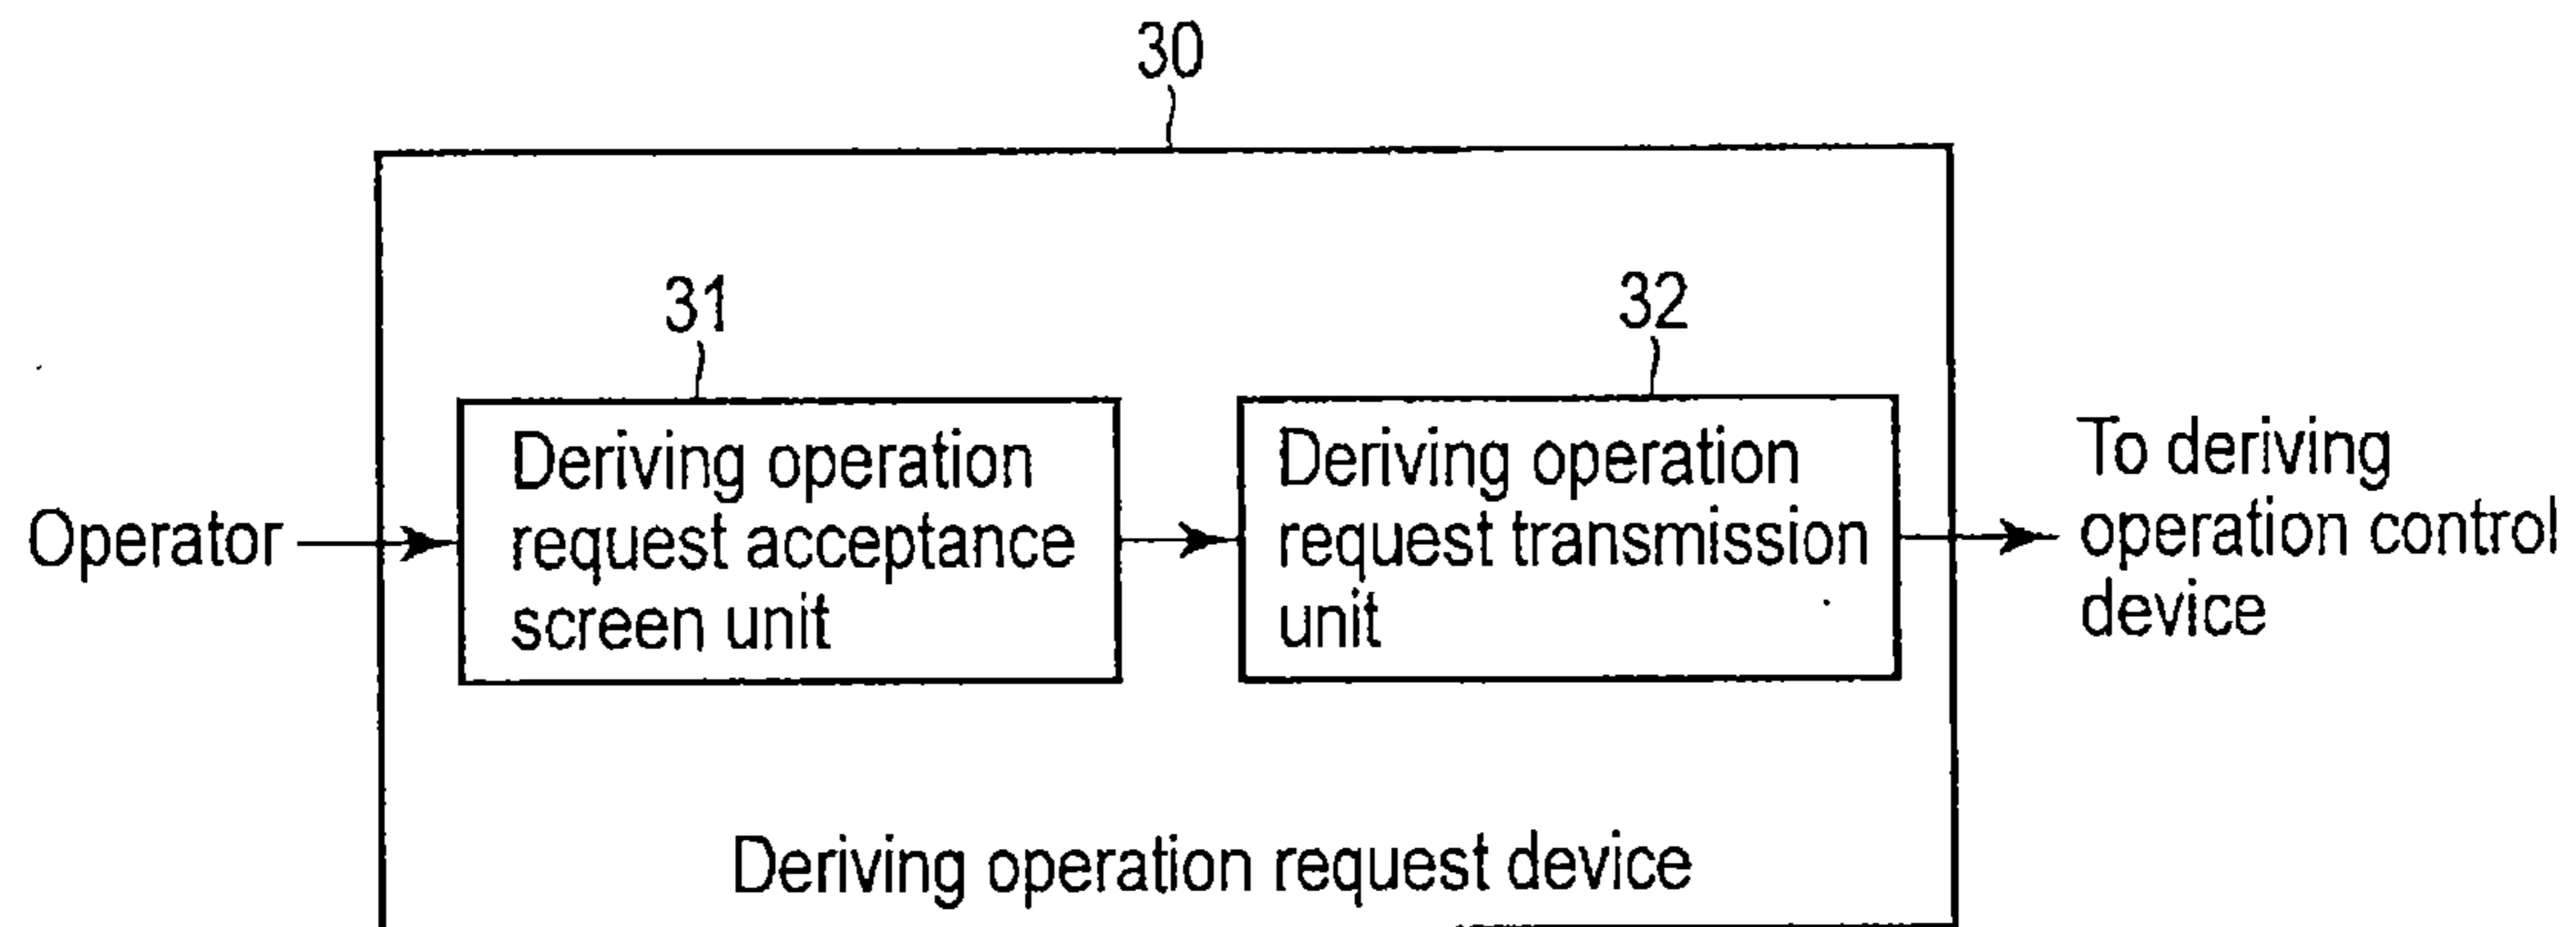 30
31
32
Operator
Deriving operation
request acceptance
screen unit
Deriving operation
request transmission
unit
To deriving
operation control
device
Deriving operation request device